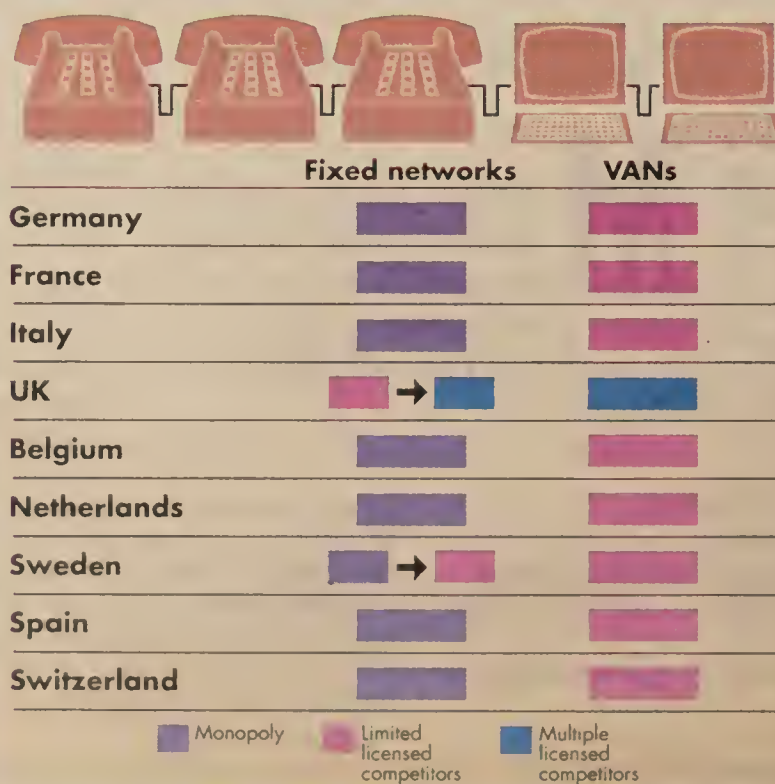 Fixed networks VANs
Germany
France
Italy
UK
Belgium
Netherlands
Sweden
Spain
Switzerland
Monopoly
Limited
licensed
competitors
Multiple
licensed
competitors